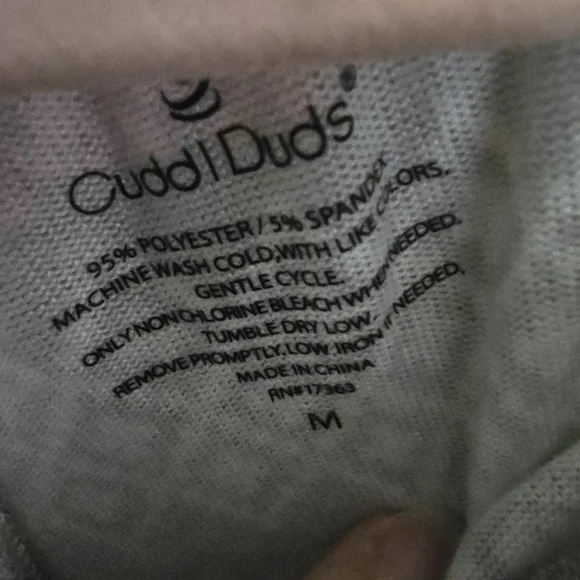 Cuddl Duds®
95% POLYESTER / 5% SPANDEX
MACHINE WASH COLD, WITH LIKE COLORS.
GENTLE CYCLE.
ONLY NON CHLORINE BLEACH WHEN NEEDED.
TUMBLE DRY LOW.
REMOVE PROMPTLY, LOW IRON IF NEEDED.
MADE IN CHINA
RN#17363
M